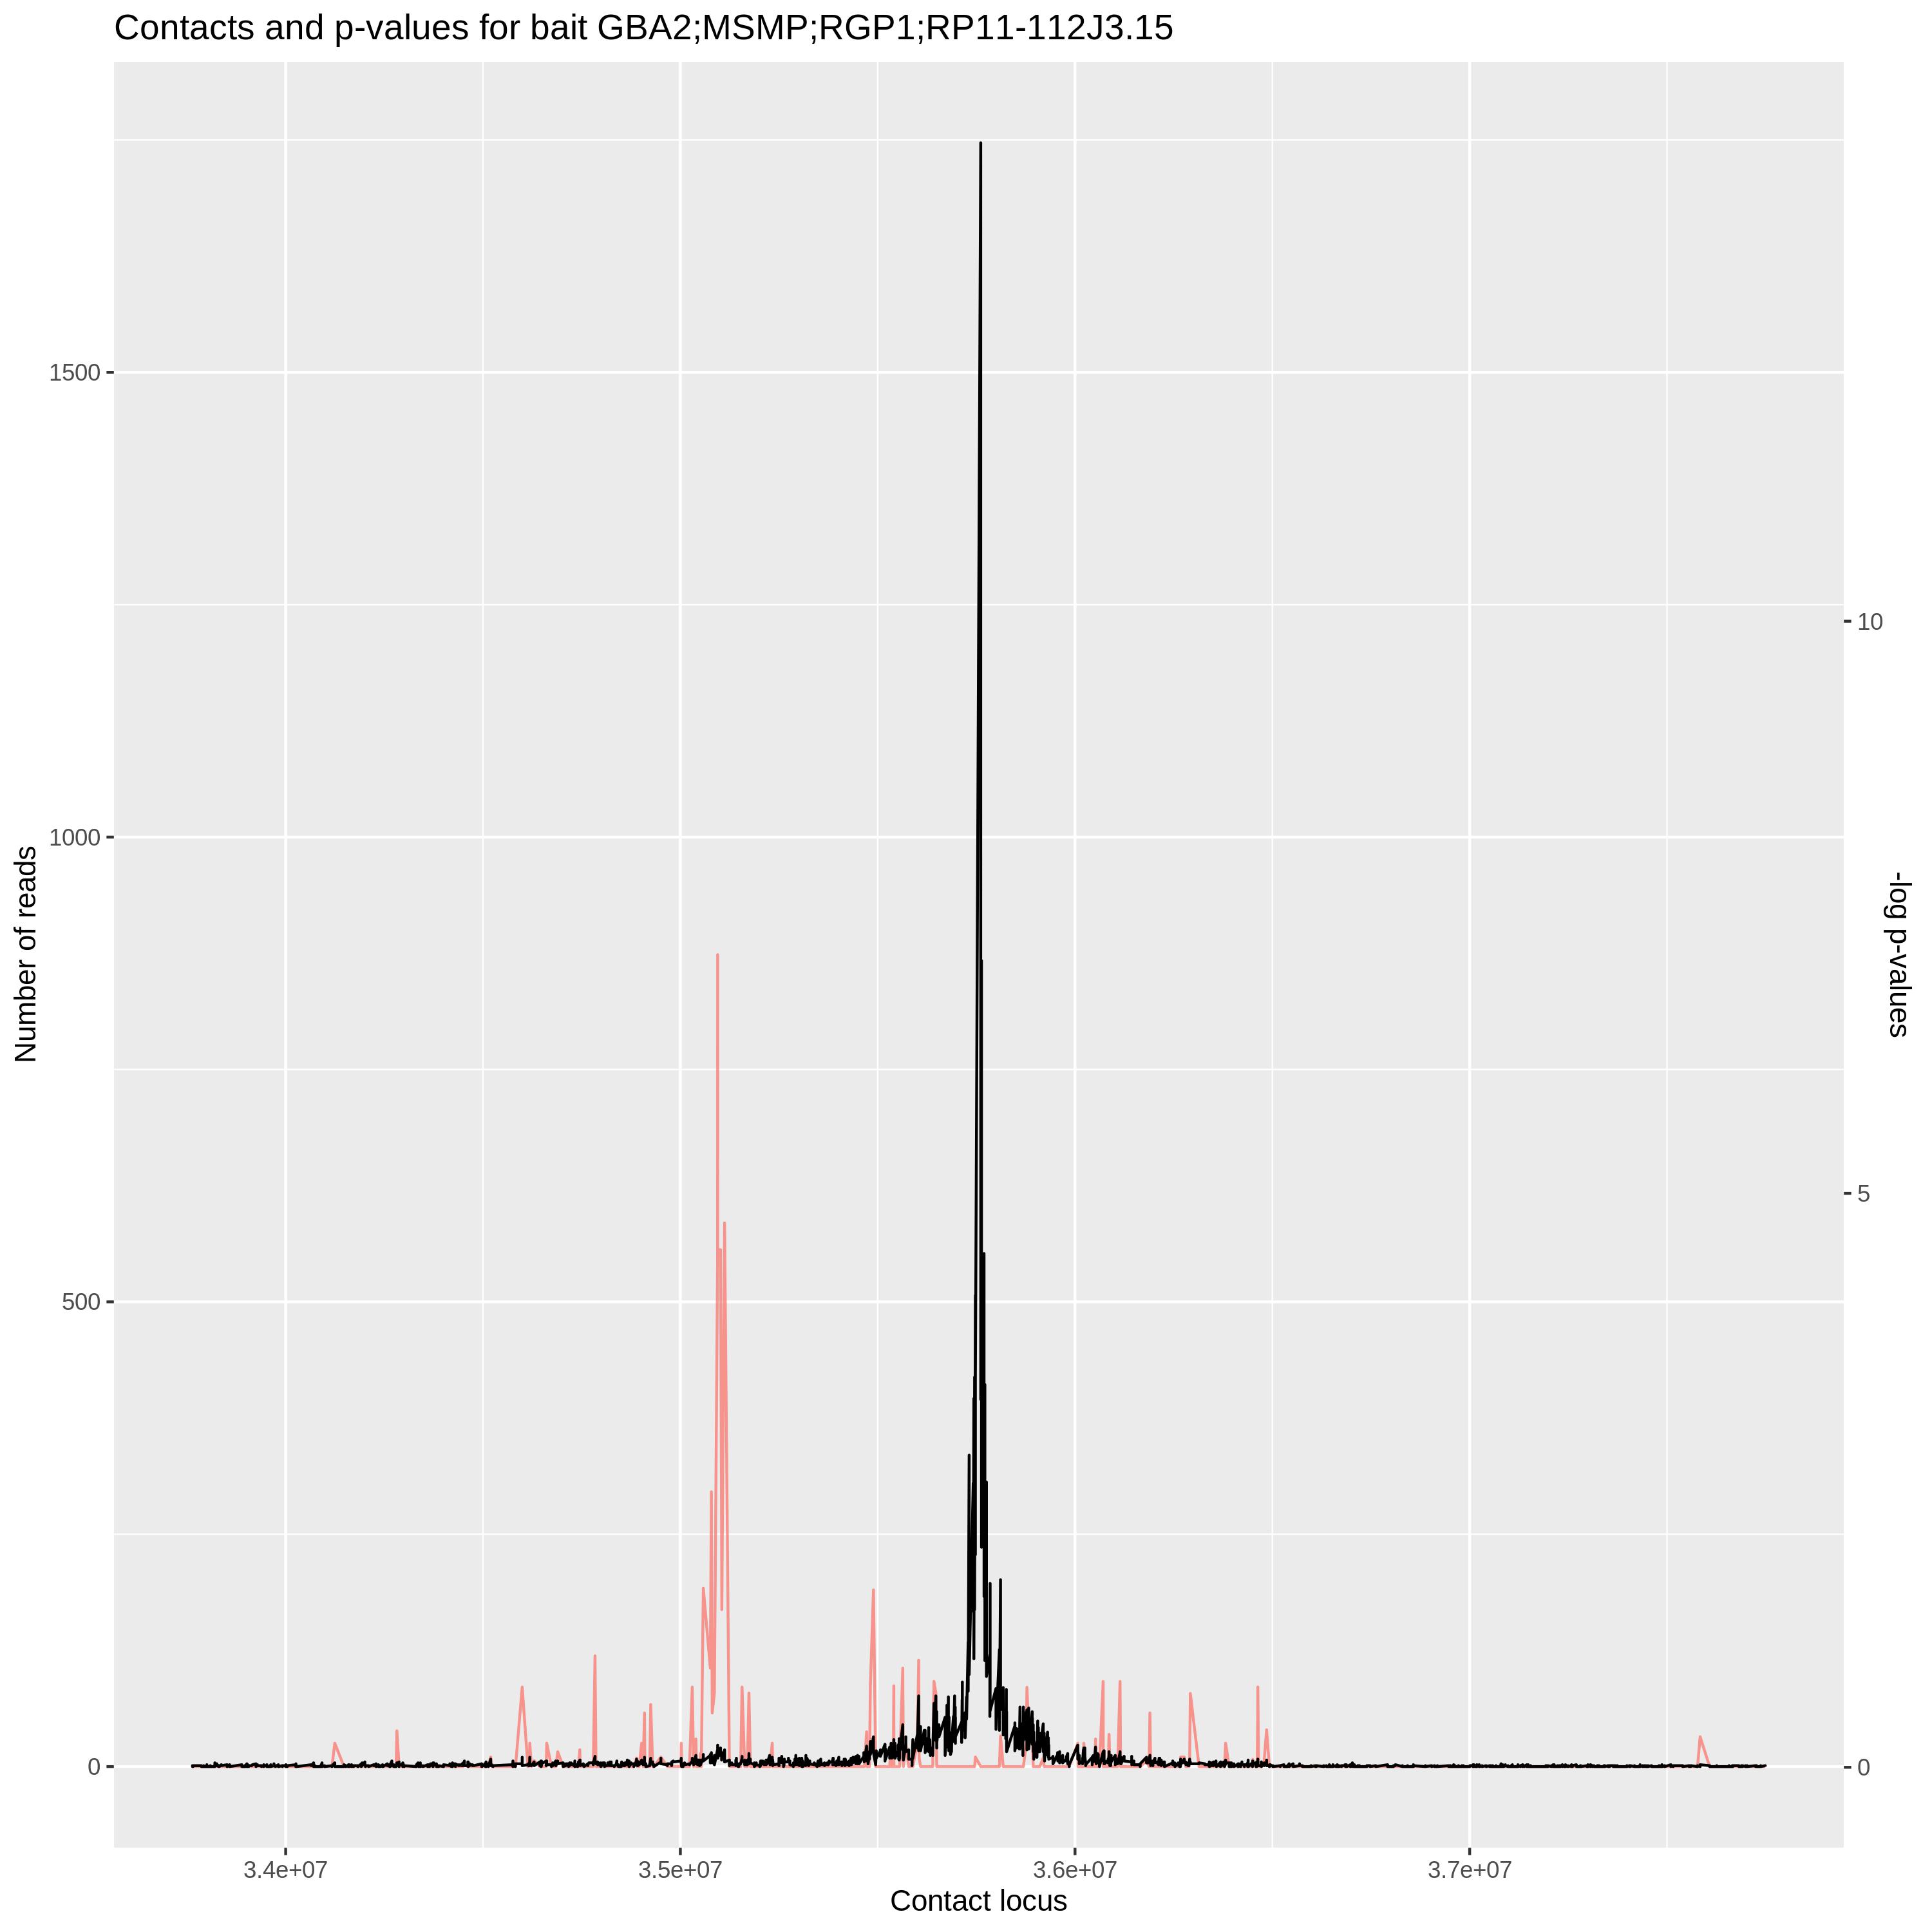 Contacts and p-values for bait GBA2;MSMP;RGP1;RP11-112J3.15
1500
1000
500
0
Number of reads
10
5
0
-log p-values
3.4e+07
3.5e+07
3.6e+07
3.7e+07
Contact locus